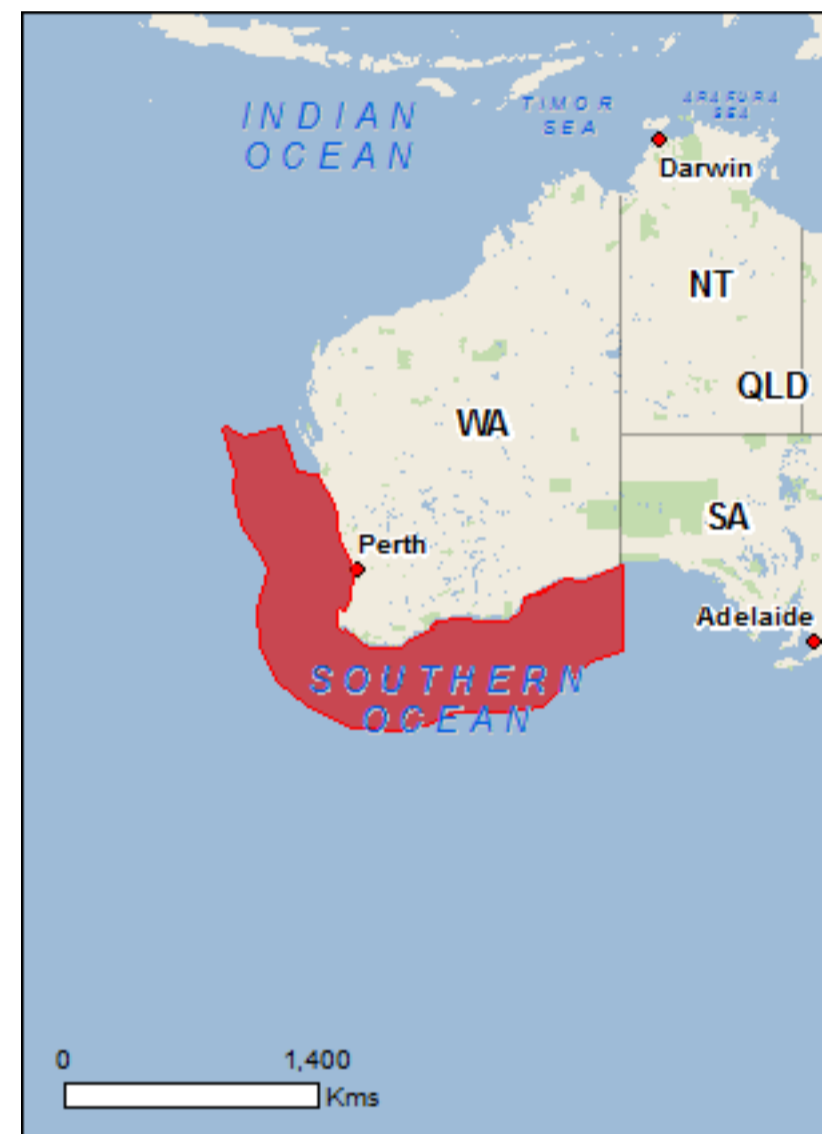 INDIAN
OCEAN
TIMOR
SEA
ARAFURA
SEA
Darwin
NT
QLD
WA
SA
Perth
Adelaide
SOUTHERN
OCEAN
0 1,400
Kms